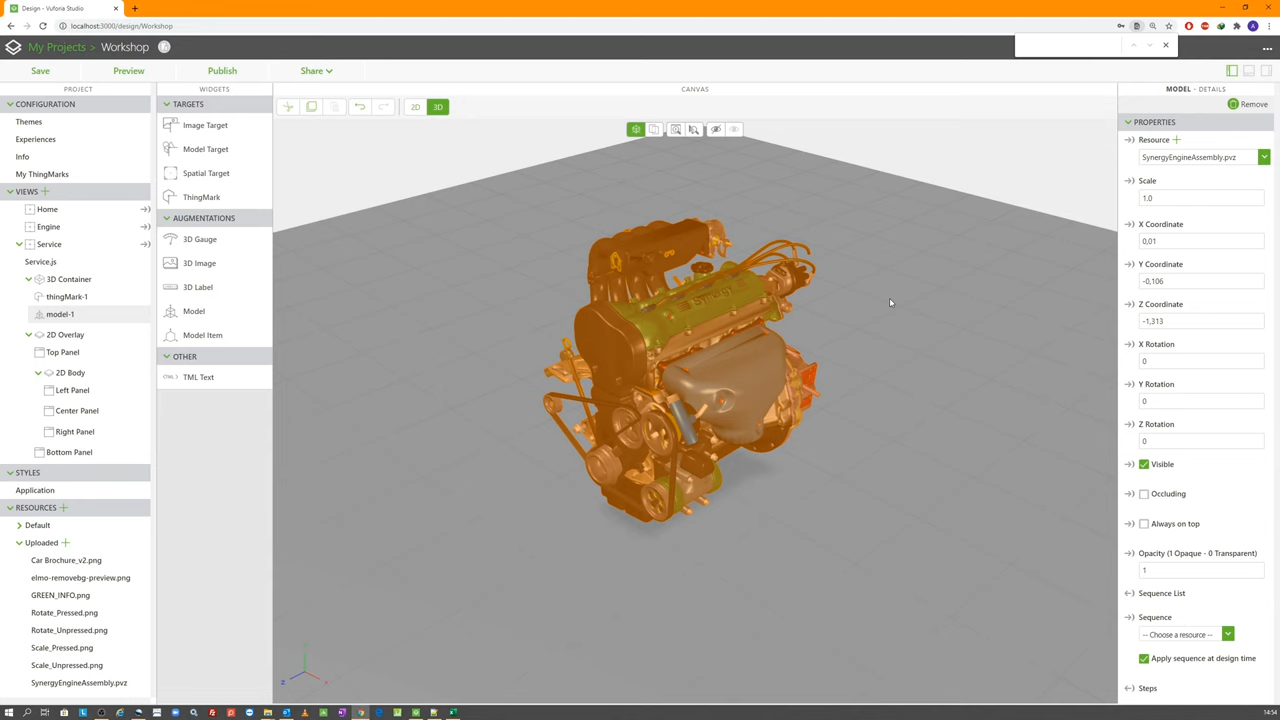 Design - Vuforia Studio
localhost:3000/design/Workshop
My Projects > Workshop
Save
Preview
Publish
Share
PROJECT
WIDGETS
CANVAS
MODEL - DETAILS
CONFIGURATION
Themes
Experiences
Info
My ThingMarks
VIEWS
Home
Engine
Service
Service.js
3D Container
thingMark-1
model-1
2D Overlay
Top Panel
2D Body
Left Panel
Center Panel
Right Panel
Bottom Panel
STYLES
Application
RESOURCES
Default
Uploaded
Car Brochure_v2.png
elmo-removebg-preview.png
GREEN_INFO.png
Rotate_Pressed.png
Rotate_Unpressed.png
Scale_Pressed.png
Scale_Unpressed.png
SynergyEngineAssembly.pvz
TARGETS
Image Target
Model Target
Spatial Target
ThingMark
AUGMENTATIONS
3D Gauge
3D Image
3D Label
Model
Model Item
OTHER
TML Text
2D
3D
Remove
PROPERTIES
Resource
SynergyEngineAssembly.pvz
Scale
1.0
X Coordinate
0,01
Y Coordinate
-0,106
Z Coordinate
-1,313
X Rotation
0
Y Rotation
0
Z Rotation
0
Visible
Occluding
Always on top
Opacity (1 Opaque - 0 Transparent)
1
Sequence List
Sequence
-- Choose a resource --
Apply sequence at design time
Steps
14:54